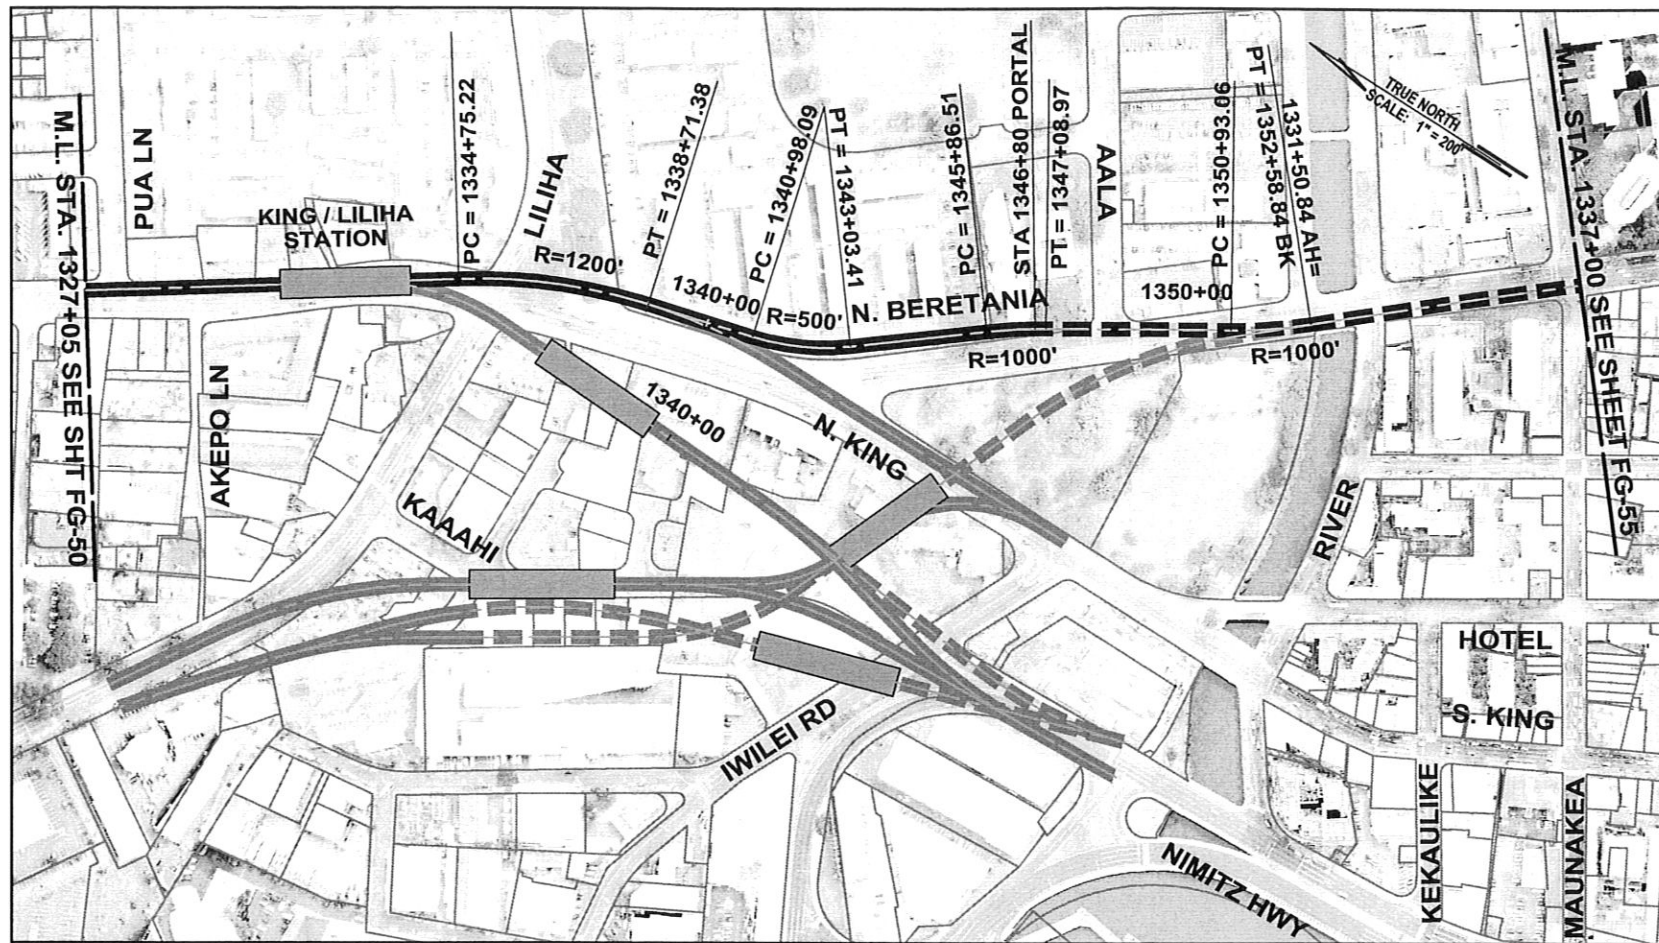 M.L. STA. 1327+05 SEE SHT FG-50
PUA LN
KING / LILIHA
STATION
PC = 1334+75.22
LILIHA
R=1200'
PT = 1338+71.38
1340+00
PC = 1340+98.09
R=500'
PT = 1343+03.41
N. BERETANIA
PC = 1345+86.51
STA 1346+80 PORTAL
PT = 1347+08.97
R=1000'
AALA
1350+00
PC = 1350+93.06
PT = 1352+58.84 BK
1331+50.84 AH=
R=1000'
TRUE NORTH
SCALE: 1" = 200'
M.L. STA. 1337+00 SEE SHEET FG-55
AKEPO LN
1340+00
N. KING
KAAAHI
RIVER
HOTEL
S. KING
IWILEI RD
NIMITZ HWY
KEKAULIKE
MAUNAKEA